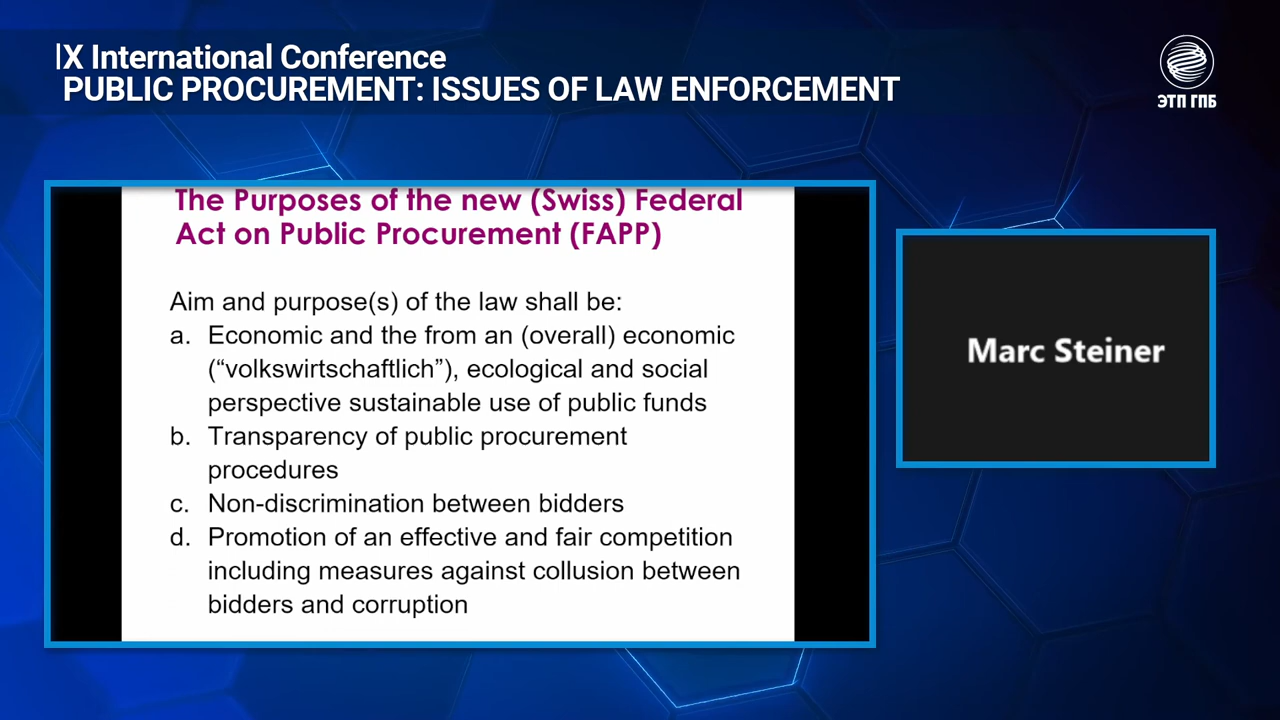 IX International Conference
PUBLIC PROCUREMENT: ISSUES OF LAW ENFORCEMENT
ЭТП ГПБ
The Purposes of the new (Swiss) Federal
Act on Public Procurement (FAPP)
Aim and purpose(s) of the law shall be:
a. Economic and the from an (overall) economic
(“volkswirtschaftlich”), ecological and social
perspective sustainable use of public funds
b. Transparency of public procurement
procedures
c. Non-discrimination between bidders
d. Promotion of an effective and fair competition
including measures against collusion between
bidders and corruption
Marc Steiner